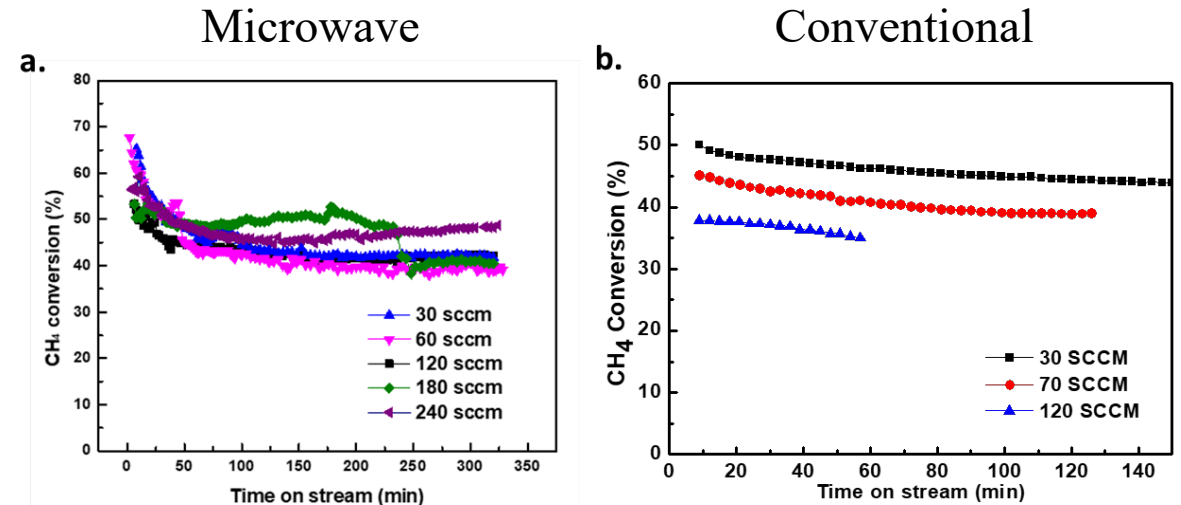 Microwave
Conventional
a.
80
70
60
50
40
30
20
10
0
CH₄ conversion (%)
0 50 100 150 200 250 300 350
Time on stream (min)
30 sccm
60 sccm
120 sccm
180 sccm
240 sccm
b.
60
50
40
30
20
10
0
CH₄ Conversion (%)
0 20 40 60 80 100 120 140
Time on stream (min)
30 SCCM
70 SCCM
120 SCCM